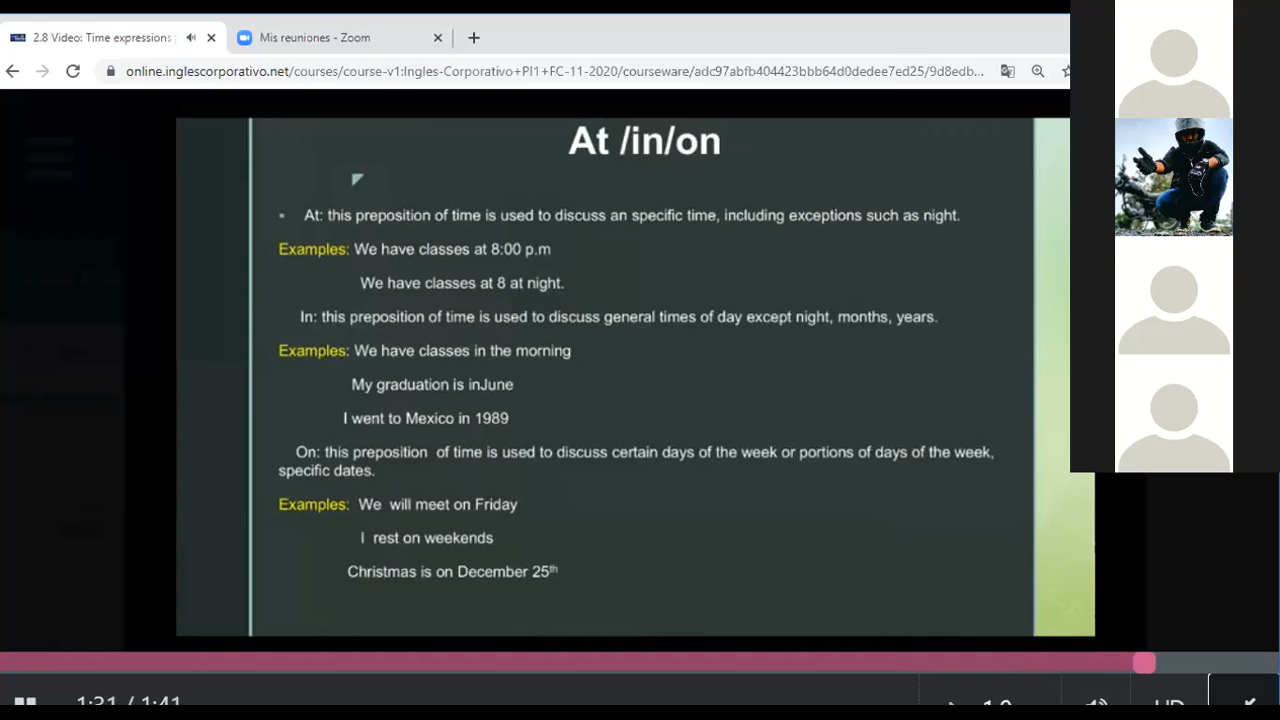 2.8 Video: Time expressions
Mis reuniones - Zoom
online.inglescorporativo.net/courses/course-v1:Ingles-Corporativo+PI1+FC-11-2020/courseware/adc97abfb404423bbb64d0dedee7ed25/9d8edb...
At /in/on
▪ At: this preposition of time is used to discuss an specific time, including exceptions such as night.
Examples: We have classes at 8:00 p.m
We have classes at 8 at night.
In: this preposition of time is used to discuss general times of day except night, months, years.
Examples: We have classes in the morning
My graduation is inJune
I went to Mexico in 1989
On: this preposition of time is used to discuss certain days of the week or portions of days of the week,
specific dates.
Examples: We will meet on Friday
I rest on weekends
Christmas is on December 25th
1:31 / 1:41
1.0
HD